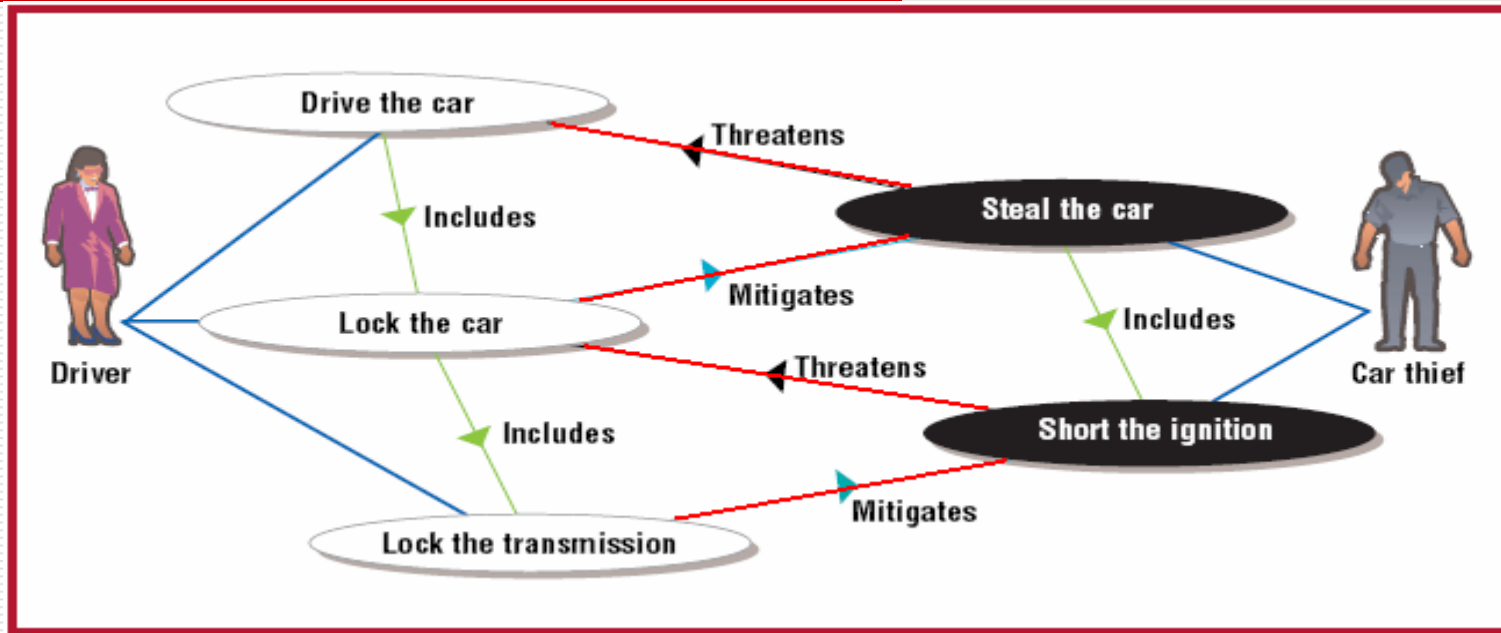 Drive the car
Threatens
Steal the car
Includes
Mitigates
Lock the car
Includes
Driver
Threatens
Car thief
Short the ignition
Includes
Mitigates
Lock the transmission